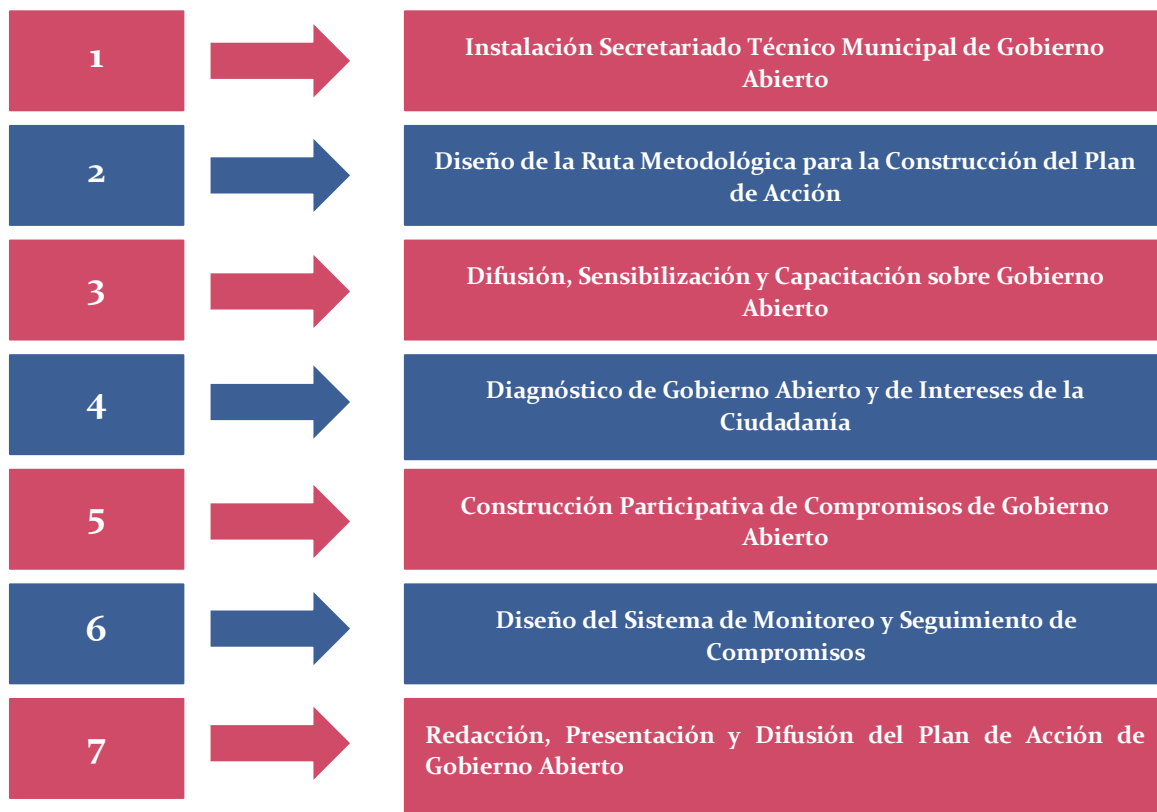 1
Instalación Secretariado Técnico Municipal de Gobierno
Abierto
2
Diseño de la Ruta Metodológica para la Construcción del Plan
de Acción
3
Difusión, Sensibilización y Capacitación sobre Gobierno
Abierto
4
Diagnóstico de Gobierno Abierto y de Intereses de la
Ciudadanía
5
Construcción Participativa de Compromisos de Gobierno
Abierto
6
Diseño del Sistema de Monitoreo y Seguimiento de
Compromisos
7
Redacción, Presentación y Difusión del Plan de Acción de
Gobierno Abierto